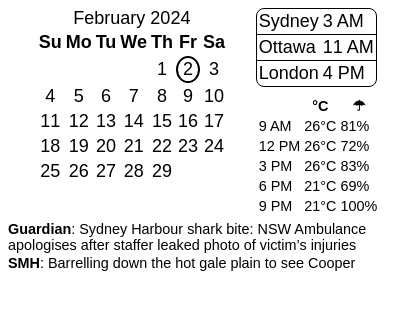 February 2024
Su Mo Tu We Th Fr Sa
1 2 3
4 5 6 7 8 9 10
11 12 13 14 15 16 17
18 19 20 21 22 23 24
25 26 27 28 29
Sydney 3 AM
Ottawa 11 AM
London 4 PM
°C ☂
9 AM 26°C 81%
12 PM 26°C 72%
3 PM 26°C 83%
6 PM 21°C 69%
9 PM 21°C 100%
Guardian: Sydney Harbour shark bite: NSW Ambulance
apologises after staffer leaked photo of victim’s injuries
SMH: Barrelling down the hot gale plain to see Cooper